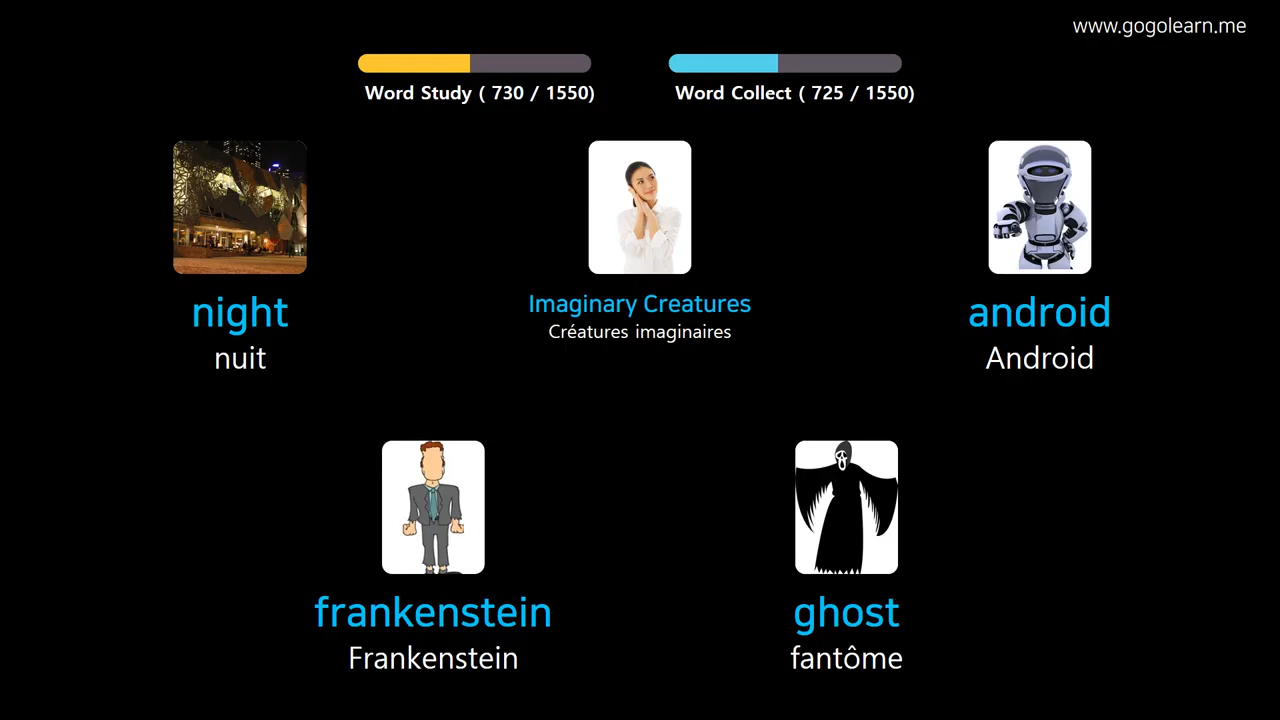 www.gogolearn.me
Word Study ( 730 / 1550)
Word Collect ( 725 / 1550)
night
nuit
Imaginary Creatures
Créatures imaginaires
android
Android
frankenstein
Frankenstein
ghost
fantôme